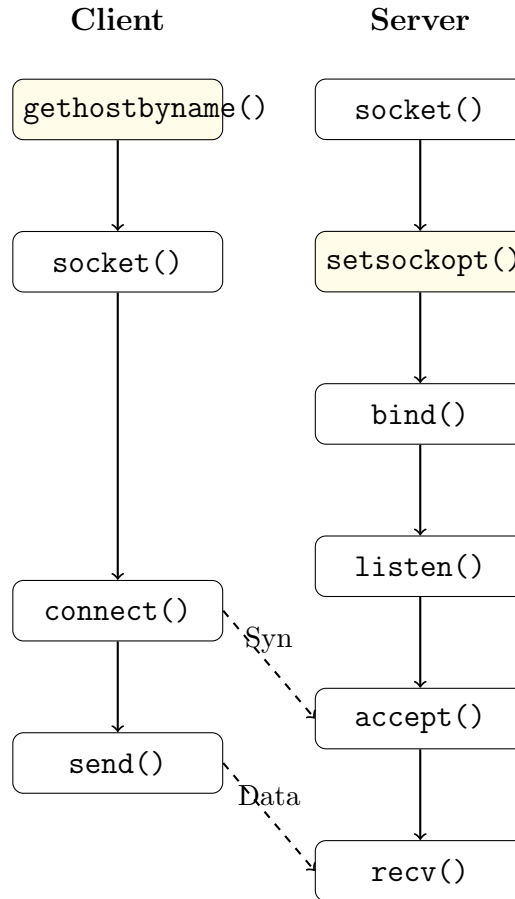 Client
Server
gethostbyname()
socket()
socket()
setsockopt()
bind()
listen()
connect()
Syn
accept()
send()
Data
recv()